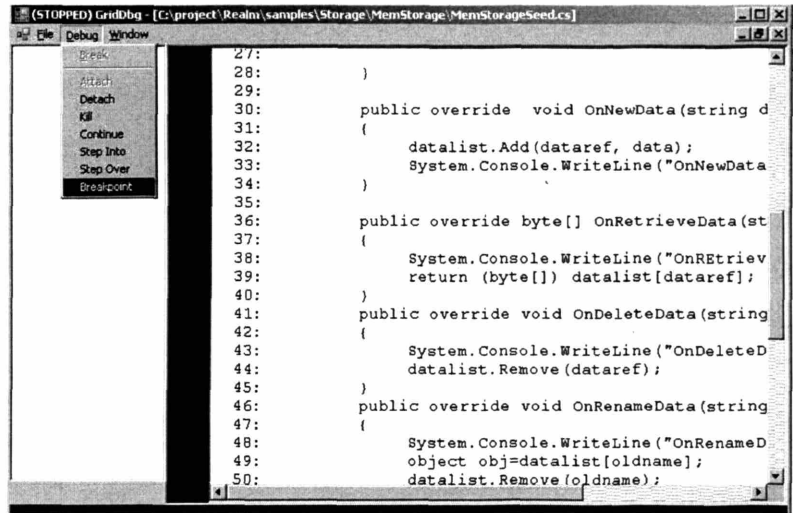 (STOPPED) GridDbg - [C:\project\Realm\samples\Storage\MemStorage\MemStorageSeed.cs]
File Debug Window
Break
Attach
Detach
Kill
Continue
Step Into
Step Over
Breakpoint
27:
28: }
29:
30: public override void OnNewData(string d
31: {
32: datalist.Add(dataref, data);
33: System.Console.WriteLine("OnNewData
34: }
35:
36: public override byte[] OnRetrieveData(st
37: {
38: System.Console.WriteLine("OnREtriev
39: return (byte[]) datalist[dataref];
40: }
41: public override void OnDeleteData(string
42: {
43: System.Console.WriteLine("OnDeleteD
44: datalist.Remove(dataref);
45: }
46: public override void OnRenameData(string
47: {
48: System.Console.WriteLine("OnRenameD
49: object obj=datalist[oldname];
50: datalist.Remove(oldname);